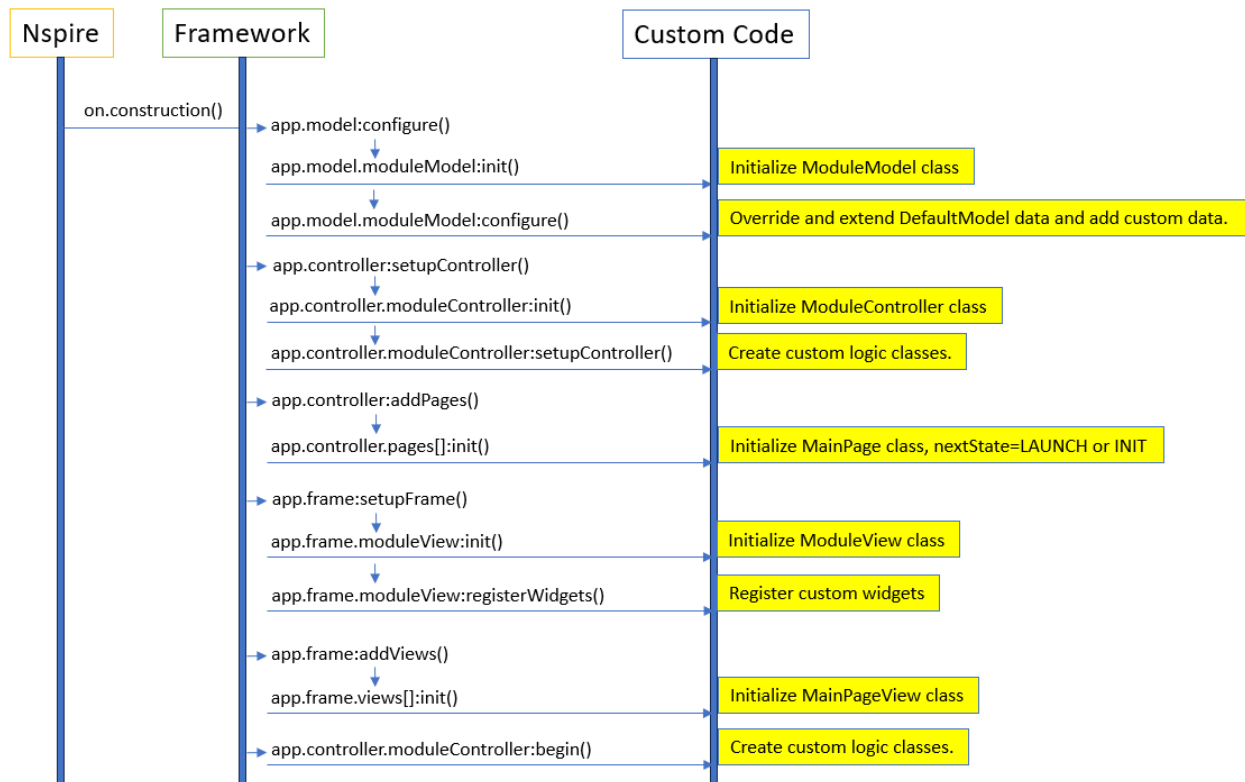 Nspire
Framework
Custom Code
on.construction()
app.model:configure()
app.model.moduleModel:init()
Initialize ModuleModel class
app.model.moduleModel:configure()
Override and extend DefaultModel data and add custom data.
app.controller:setupController()
app.controller.moduleController:init()
Initialize ModuleController class
app.controller.moduleController:setupController()
Create custom logic classes.
app.controller:addPages()
app.controller.pages[]:init()
Initialize MainPage class, nextState=LAUNCH or INIT
app.frame:setupFrame()
app.frame.moduleView:init()
Initialize ModuleView class
app.frame.moduleView:registerWidgets()
Register custom widgets
app.frame:addViews()
app.frame.views[]:init()
Initialize MainPageView class
app.controller.moduleController:begin()
Create custom logic classes.